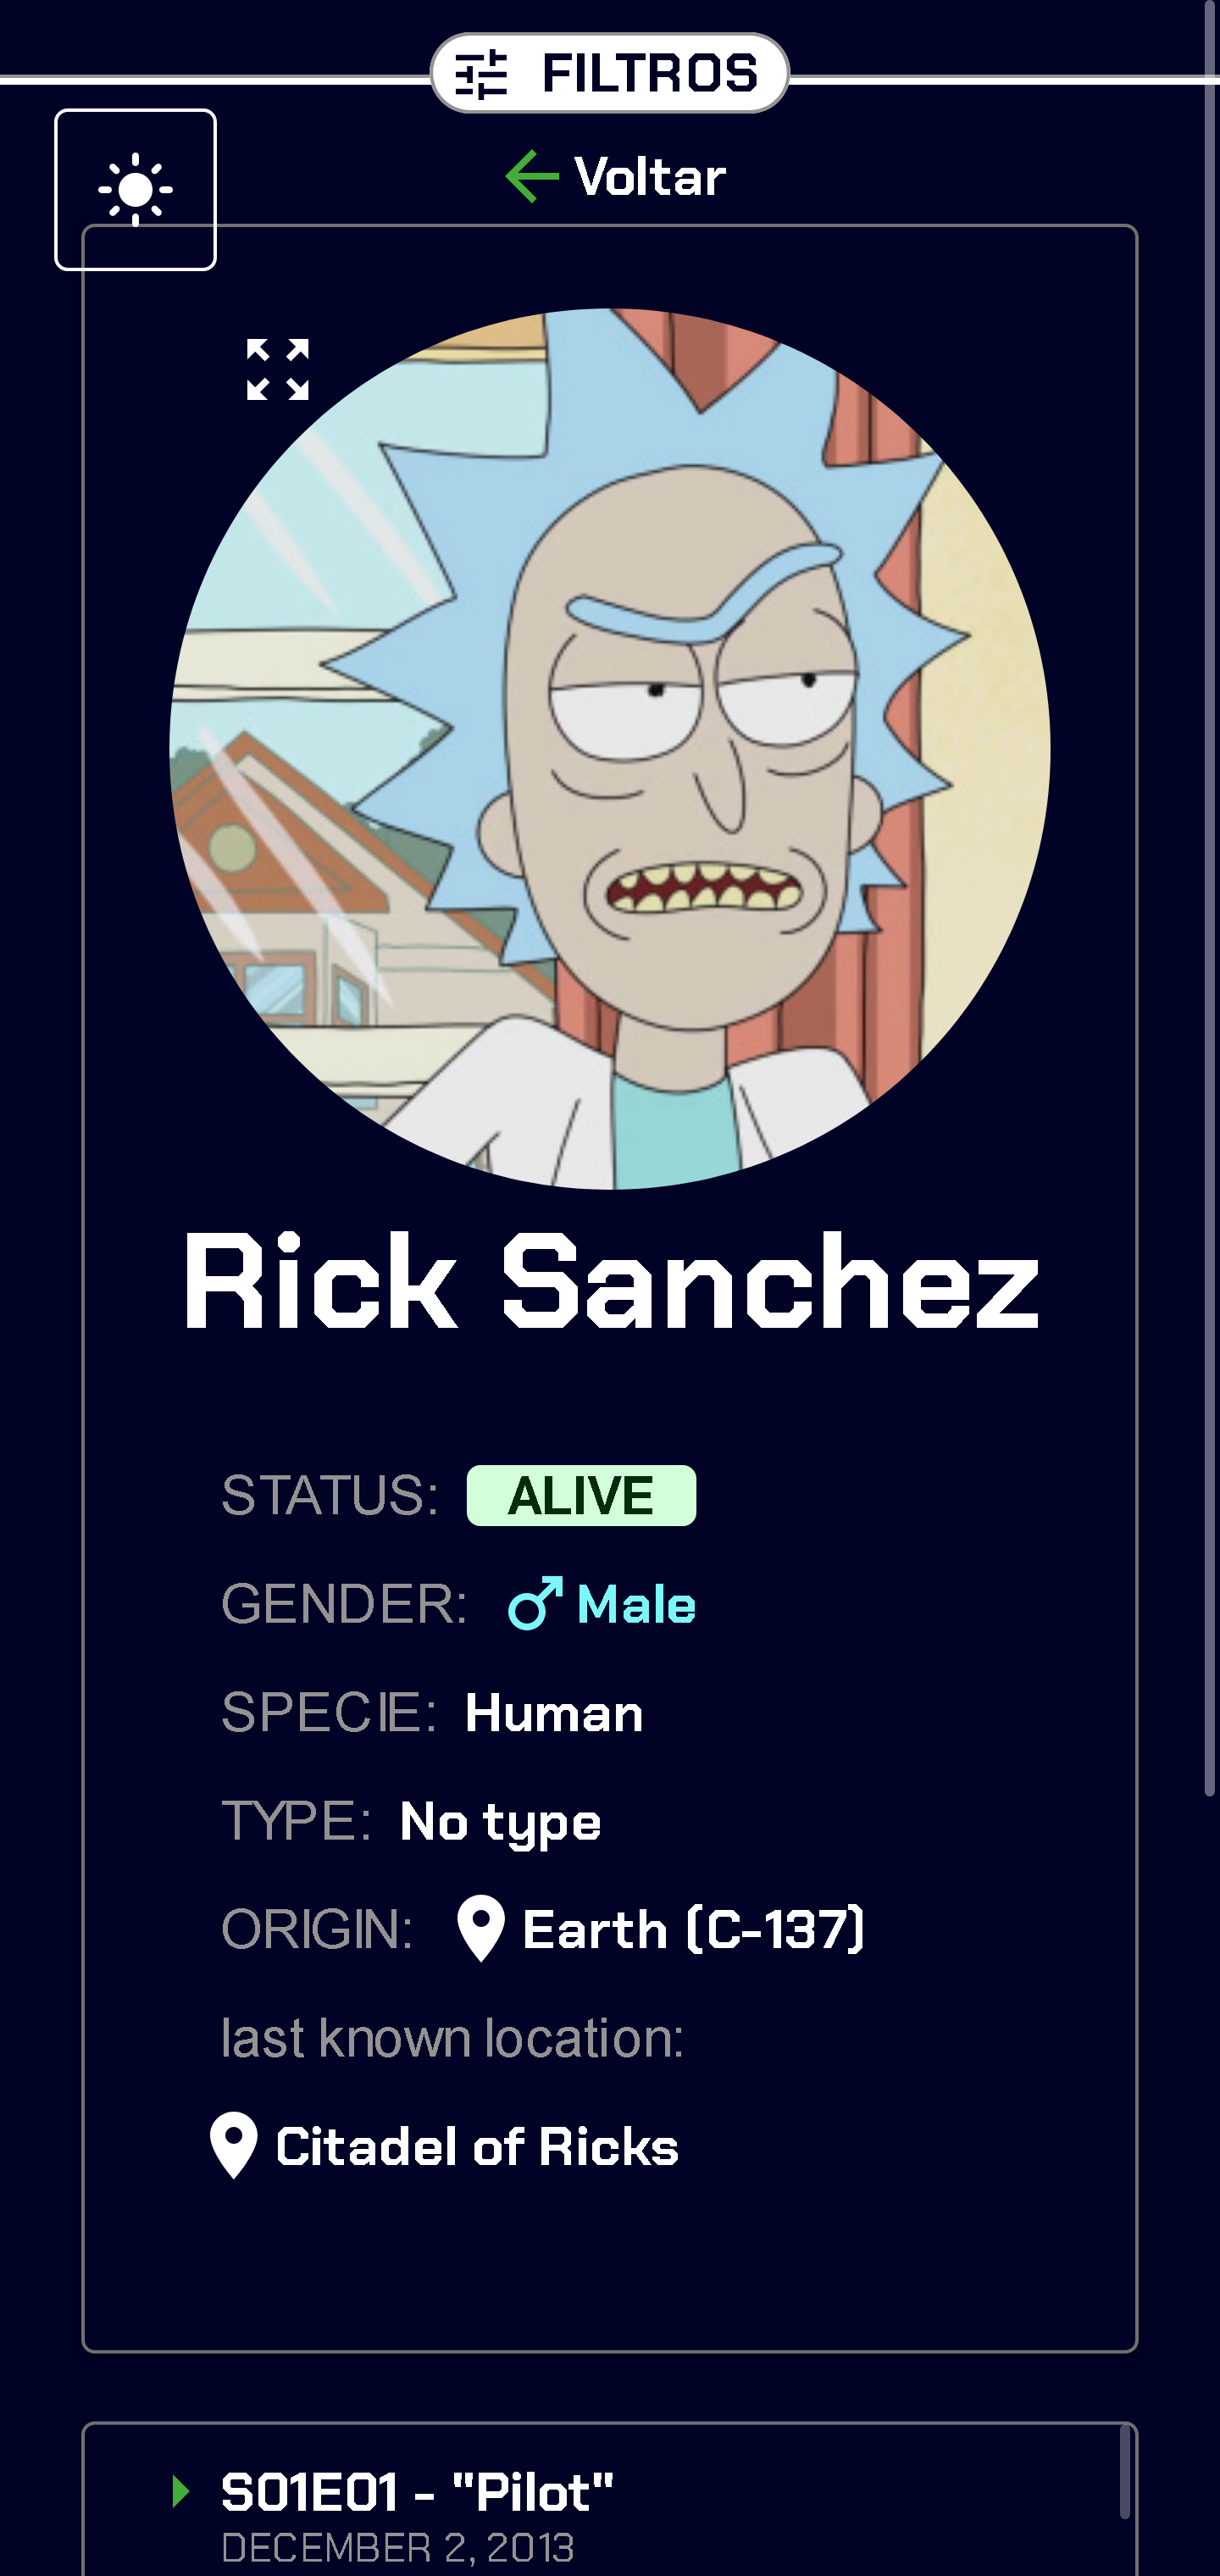 FILTROS
Voltar
Rick Sanchez
STATUS: ALIVE
GENDER: Male
SPECIE: Human
TYPE: No type
ORIGIN: Earth (C-137)
last known location:
Citadel of Ricks
S01E01 - "Pilot"
DECEMBER 2, 2013